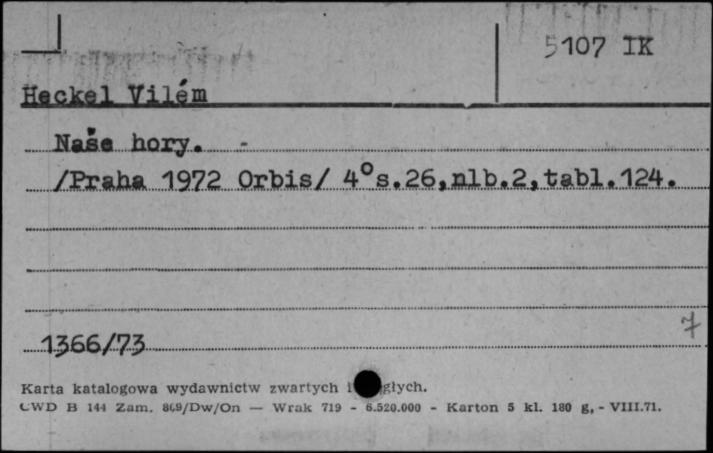 5107 IK
Heckel Vilém
Naše hory. -
/Praha 1972 Orbis/ 4°s.26,nlb.2,tabl.124.
7
1366/73
Karta katalogowa wydawnictw zwartych i głych.
CWD B 144 Zam. 869/Dw/On — Wrak 719 - 6.520.000 - Karton 5 kl. 180 g, - VIII.71.